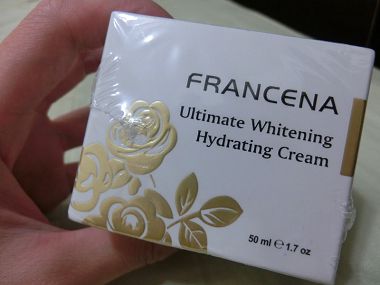 FRANCENA
Ultimate Whitening
Hydrating Cream
50 ml ℮ 1.7 oz